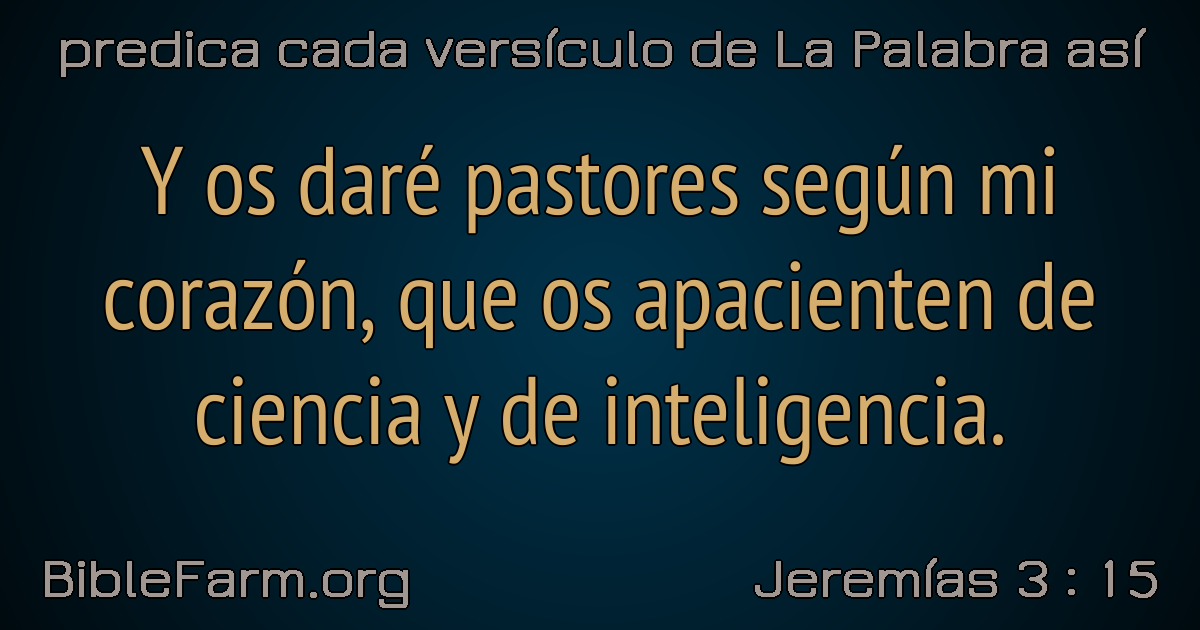 predica cada versículo de La Palabra así
Y os daré pastores según mi
corazón, que os apacienten de
ciencia y de inteligencia.
BibleFarm.org
Jeremías 3 : 15